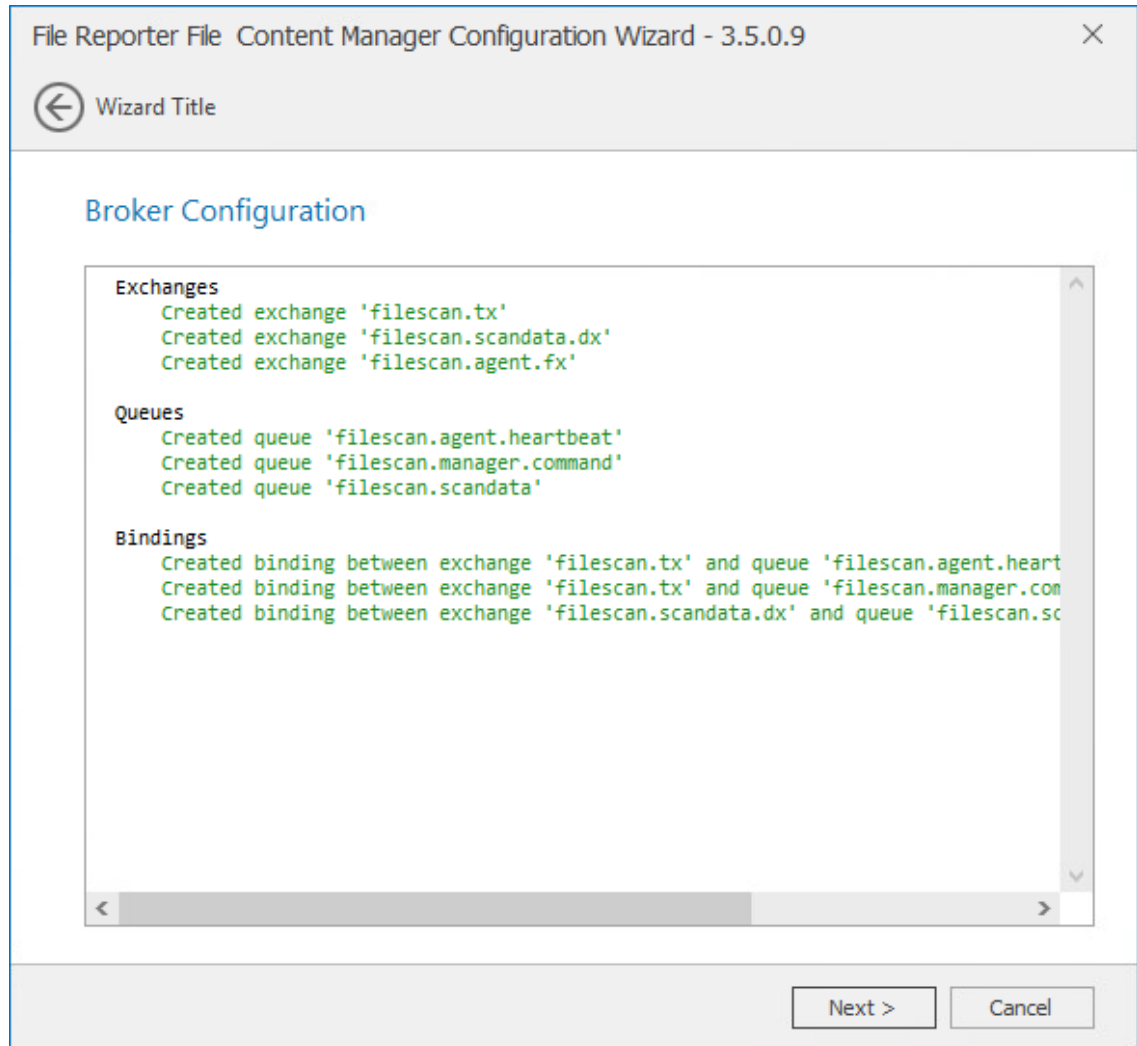 File Reporter File  Content Manager Configuration Wizard - 3.5.0.9
Wizard Title
Broker Configuration
Exchanges
Created exchange 'filescan.tx'
Created exchange 'filescan.scandata.dx'
Created exchange 'filescan.agent.fx'
Queues
Created queue 'filescan.agent.heartbeat'
Created queue 'filescan.manager.command'
Created queue 'filescan.scandata'
Bindings
Created binding between exchange 'filescan.tx' and queue 'filescan.agent.heart
Created binding between exchange 'filescan.tx' and queue 'filescan.manager.com
Created binding between exchange 'filescan.scandata.dx' and queue 'filescan.sc
Next >
Cancel